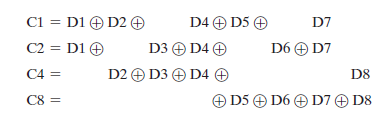 C1 = D1 ⊕ D2 ⊕ D4 ⊕ D5 ⊕ D7
C2 = D1 ⊕ D3 ⊕ D4 ⊕ D6 ⊕ D7
C4 = D2 ⊕ D3 ⊕ D4 ⊕ D8
C8 = ⊕ D5 ⊕ D6 ⊕ D7 ⊕ D8